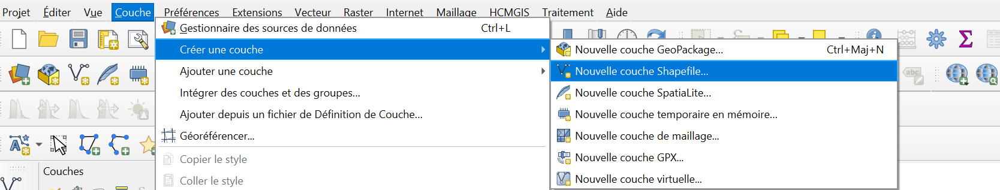 Projet Éditer Vue Couche Préférences Extensions Vecteur Raster Internet Maillage HCMGIS Traitement Aide
Gestionnaire des sources de données Ctrl+L
Créer une couche
Ajouter une couche
Intégrer des couches et des groupes...
Ajouter depuis un fichier de Définition de Couche...
Géoréférencer...
Copier le style
Coller le style
Nouvelle couche GeoPackage... Ctrl+Maj+N
Nouvelle couche Shapefile...
Nouvelle couche SpatiaLite...
Nouvelle couche temporaire en mémoire...
Nouvelle couche de maillage...
Nouvelle couche GPX...
Nouvelle couche virtuelle...
abc
Couches